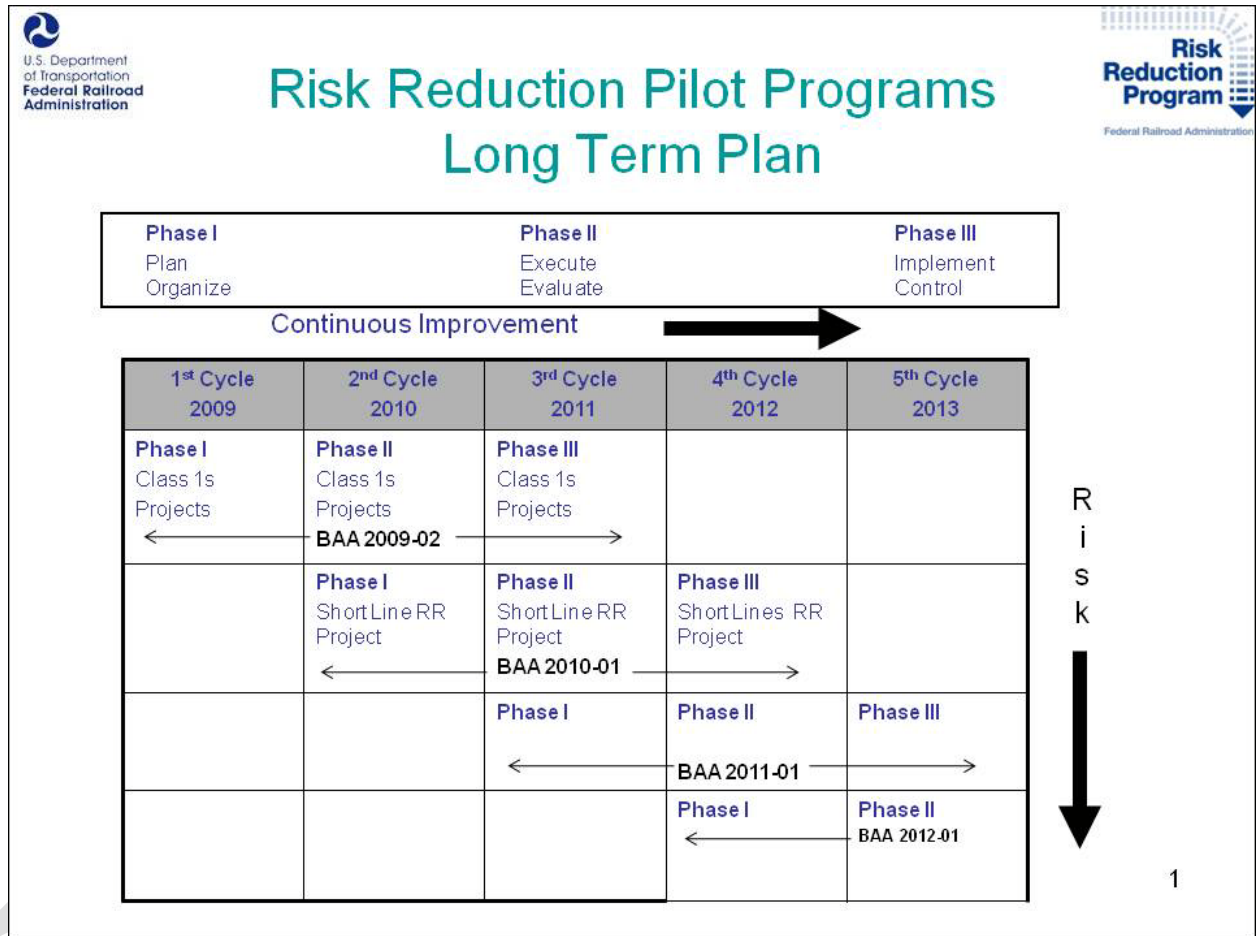 U.S. Department
of Transportation
Federal Railroad
Administration
Risk
Reduction
Program
Federal Railroad Administration
Risk Reduction Pilot Programs
Long Term Plan
Phase I
Plan
Organize
Phase II
Execute
Evaluate
Phase III
Implement
Control
Continuous Improvement
1st Cycle
2009
2nd Cycle
2010
3rd Cycle
2011
4th Cycle
2012
5th Cycle
2013
Phase I
Class 1s
Projects
Phase II
Class 1s
Projects
BAA 2009-02
Phase III
Class 1s
Projects
Phase I
Short Line RR
Project
Phase II
Short Line RR
Project
BAA 2010-01
Phase III
Short Lines RR
Project
Phase I
Phase II
BAA 2011-01
Phase III
Phase I
Phase II
BAA 2012-01
Risk
1